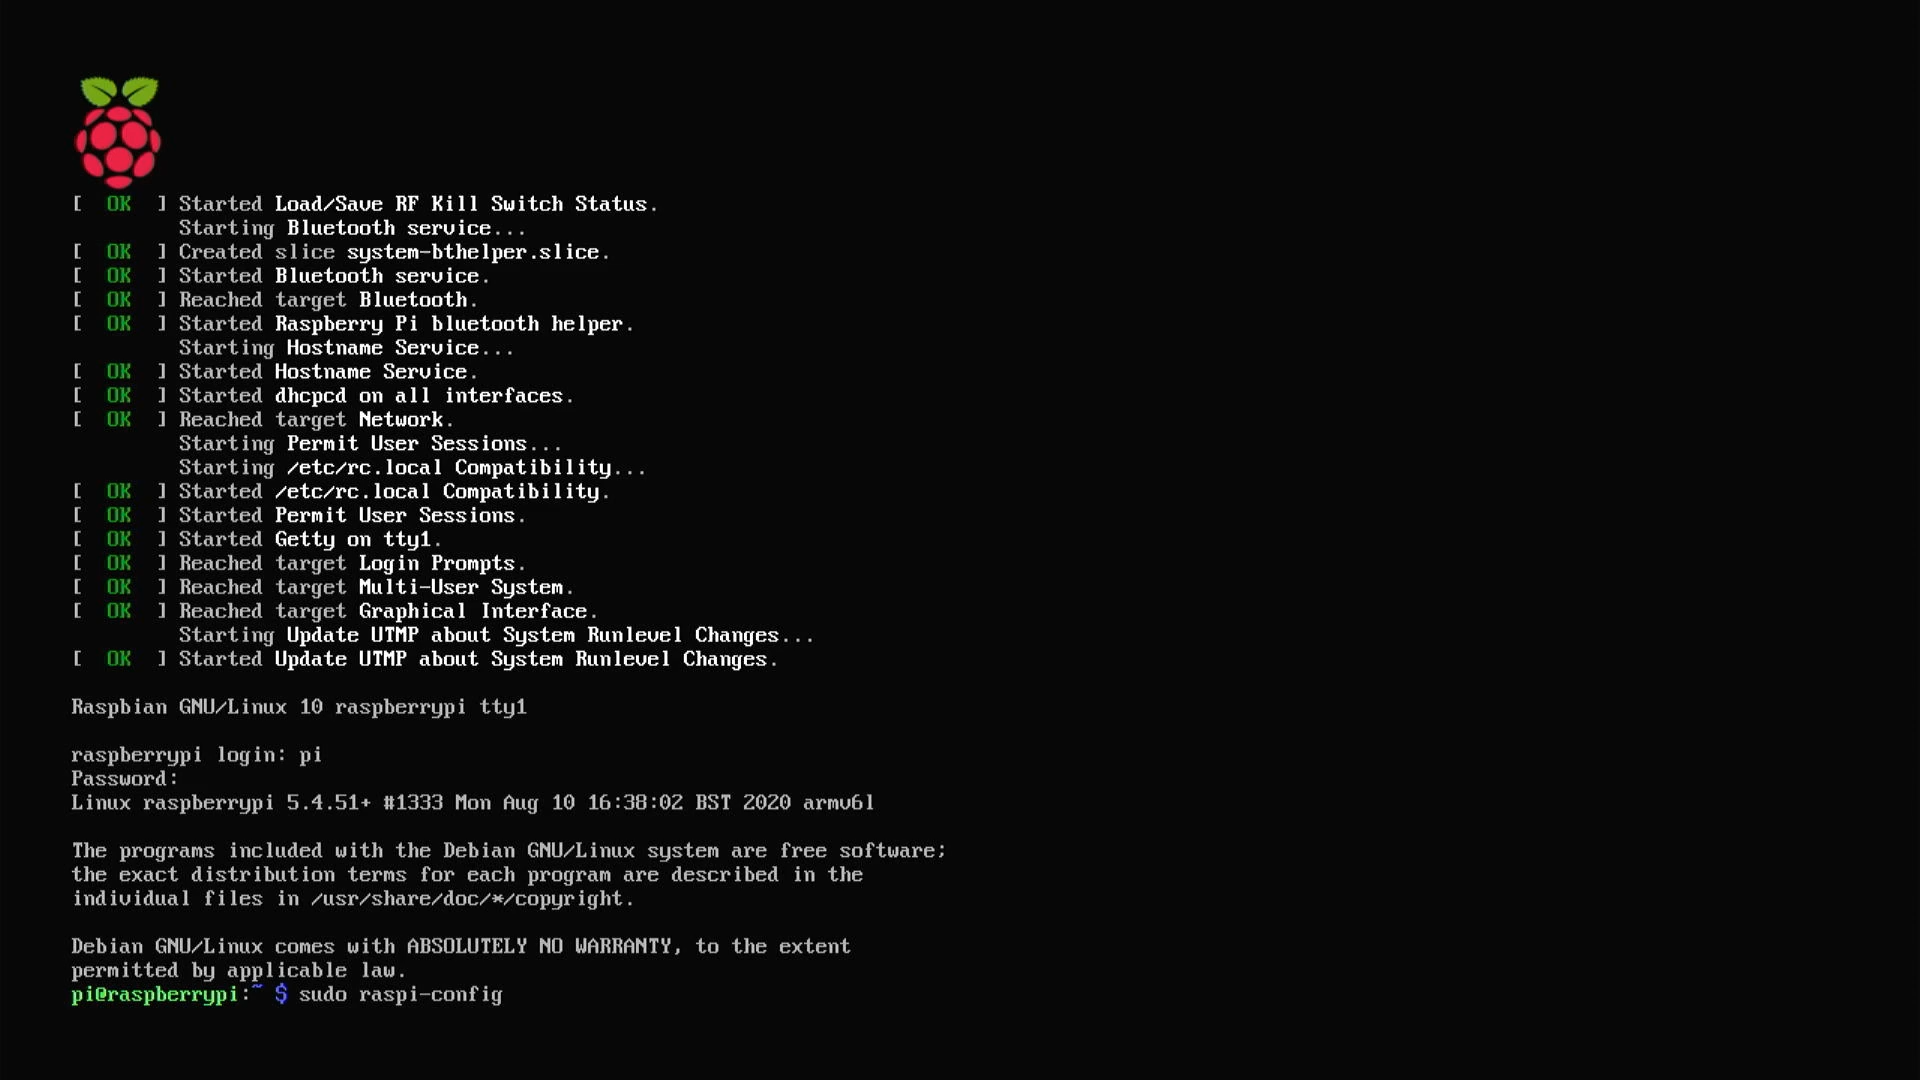 [  OK  ] Started Load/Save RF Kill Switch Status.
         Starting Bluetooth service...
[  OK  ] Created slice system-bthelper.slice.
[  OK  ] Started Bluetooth service.
[  OK  ] Reached target Bluetooth.
[  OK  ] Started Raspberry Pi bluetooth helper.
         Starting Hostname Service...
[  OK  ] Started Hostname Service.
[  OK  ] Started dhcpcd on all interfaces.
[  OK  ] Reached target Network.
         Starting Permit User Sessions...
         Starting /etc/rc.local Compatibility...
[  OK  ] Started /etc/rc.local Compatibility.
[  OK  ] Started Permit User Sessions.
[  OK  ] Started Getty on tty1.
[  OK  ] Reached target Login Prompts.
[  OK  ] Reached target Multi-User System.
[  OK  ] Reached target Graphical Interface.
         Starting Update UTMP about System Runlevel Changes...
[  OK  ] Started Update UTMP about System Runlevel Changes.
Raspbian GNU/Linux 10 raspberrypi tty1
raspberrypi login: pi
Password:
Linux raspberrypi 5.4.51+ #1333 Mon Aug 10 16:38:02 BST 2020 armv6l
The programs included with the Debian GNU/Linux system are free software;
the exact distribution terms for each program are described in the
individual files in /usr/share/doc/*/copyright.
Debian GNU/Linux comes with ABSOLUTELY NO WARRANTY, to the extent
permitted by applicable law.
pi@raspberrypi:~ $ sudo raspi-config